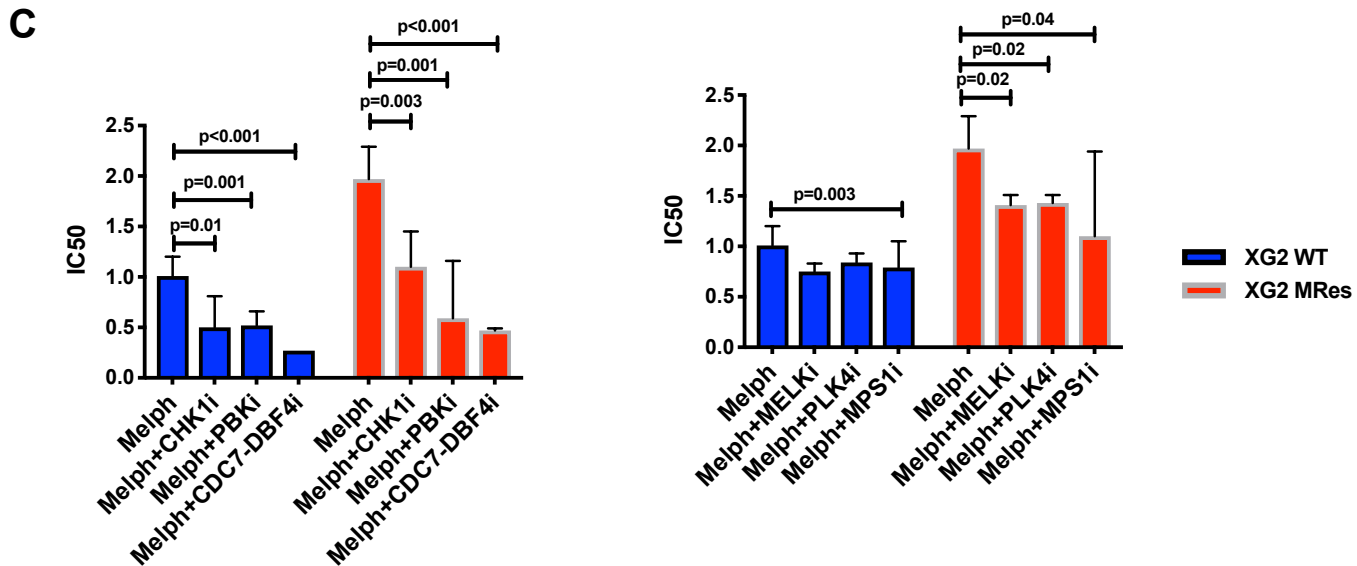 C
p<0.001
p=0.001
p=0.003
p<0.001
p=0.001
p=0.01
IC50
2.5
2.0
1.5
1.0
0.5
0.0
Melph
Melph+CHK1i
Melph+PBKi
Melph+CDC7-DBF4i
Melph
Melph+CHK1i
Melph+PBKi
Melph+CDC7-DBF4i
p=0.04
p=0.02
p=0.02
p=0.003
IC50
2.5
2.0
1.5
1.0
0.5
0.0
Melph
Melph+MELKi
Melph+PLK4i
Melph+MPS1i
Melph
Melph+MELKi
Melph+PLK4i
Melph+MPS1i
XG2 WT
XG2 MRes